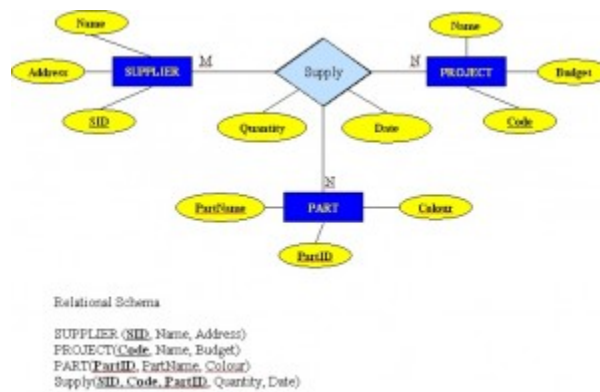 Name
Name
Address
SUPPLIER
M
Supply
N
PROJECT
Budget
SID
Quantity
Date
Code
N
PartName
PART
Colour
PartID
Relational Schema
SUPPLIER (SID, Name, Address)
PROJECT(Code, Name, Budget)
PART(PartID, PartName, Colour)
Supply(SID, Code, PartID, Quantity, Date)